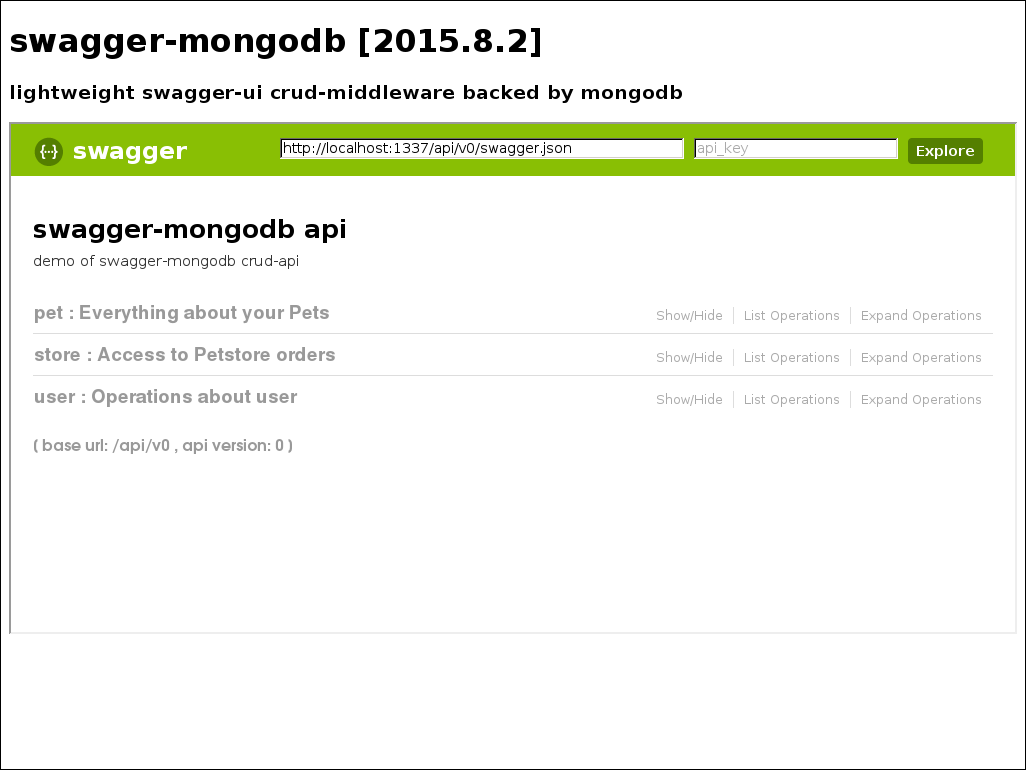 swagger-mongodb [2015.8.2]
lightweight swagger-ui crud-middleware backed by mongodb
{···} swagger http://localhost:1337/api/v0/swagger.json api_key Explore
swagger-mongodb api
demo of swagger-mongodb crud-api
pet : Everything about your Pets Show/Hide List Operations Expand Operations
store : Access to Petstore orders Show/Hide List Operations Expand Operations
user : Operations about user Show/Hide List Operations Expand Operations
[ base url: /api/v0 , api version: 0 ]